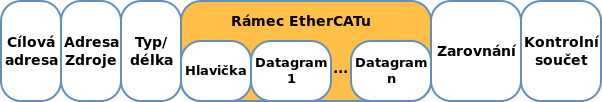 Cílová
adresa
Adresa
Zdroje
Typ/
délka
Rámec EtherCATu
Hlavička
Datagram
1
...
Datagram
n
Zarovnání
Kontrolní
součet